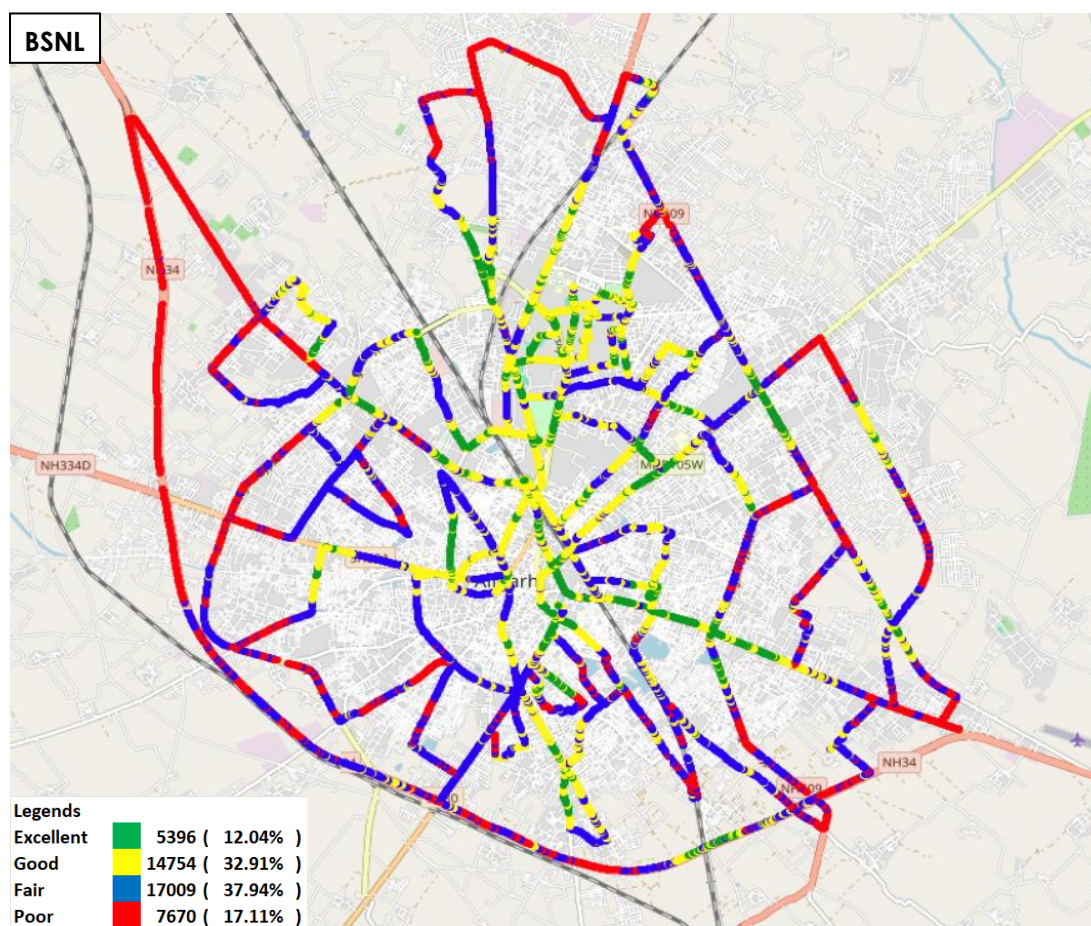 BSNL
NH34
NH334D
NH34
Legends
Excellent 5396 ( 12.04% )
Good 14754 ( 32.91% )
Fair 17009 ( 37.94% )
Poor 7670 ( 17.11% )